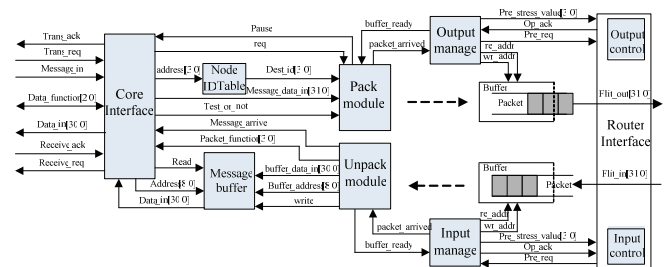 Trans_ack
Trans_req
Message_in
Data_function[2:0]
Data_in[30:0]
Receive_ack
Receive_req
Core Interface
Pause
req
address[3:0]
Node IDTable
Dest_id[3:0]
Message_data_in[31:0]
Test_or_not
Message_arrive
Packet_function[3:0]
Read
Address[8:0]
Data_in[30:0]
Message buffer
buffer_data_in[30:0]
Buffer_address[8:0]
write
Pack module
Unpack module
buffer_ready
packet_arrived
Output manage
Pre_stress_value[3:0]
Op_ack
Pre_req
re_addr
wr_addr
Buffer
Packet
Output control
Flit_out[31:0]
Router Interface
Buffer
Packet
Flit_in[31:0]
re_addr
wr_addr
packet_arrived
buffer_ready
Input manage
Pre_stress_value[3:0]
Op_ack
Pre_req
Input control